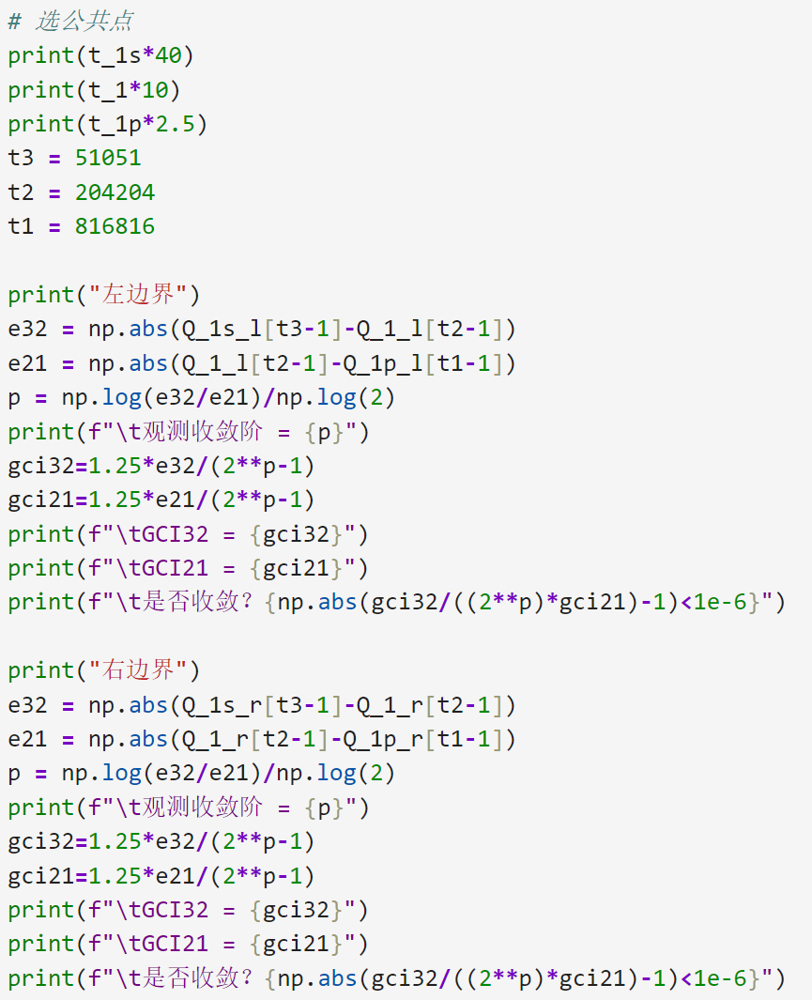 # 选公共点
print(t_1s*40)
print(t_1*10)
print(t_1p*2.5)
t3 = 51051
t2 = 204204
t1 = 816816
print("左边界")
e32 = np.abs(Q_1s_l[t3-1]-Q_1_l[t2-1])
e21 = np.abs(Q_1_l[t2-1]-Q_1p_l[t1-1])
p = np.log(e32/e21)/np.log(2)
print(f"\t观测收敛阶 = {p}")
gci32=1.25*e32/(2**p-1)
gci21=1.25*e21/(2**p-1)
print(f"\tGCI32 = {gci32}")
print(f"\tGCI21 = {gci21}")
print(f"\t是否收敛？{np.abs(gci32/((2**p)*gci21)-1)<1e-6}")
print("右边界")
e32 = np.abs(Q_1s_r[t3-1]-Q_1_r[t2-1])
e21 = np.abs(Q_1_r[t2-1]-Q_1p_r[t1-1])
p = np.log(e32/e21)/np.log(2)
print(f"\t观测收敛阶 = {p}")
gci32=1.25*e32/(2**p-1)
gci21=1.25*e21/(2**p-1)
print(f"\tGCI32 = {gci32}")
print(f"\tGCI21 = {gci21}")
print(f"\t是否收敛？{np.abs(gci32/((2**p)*gci21)-1)<1e-6}")